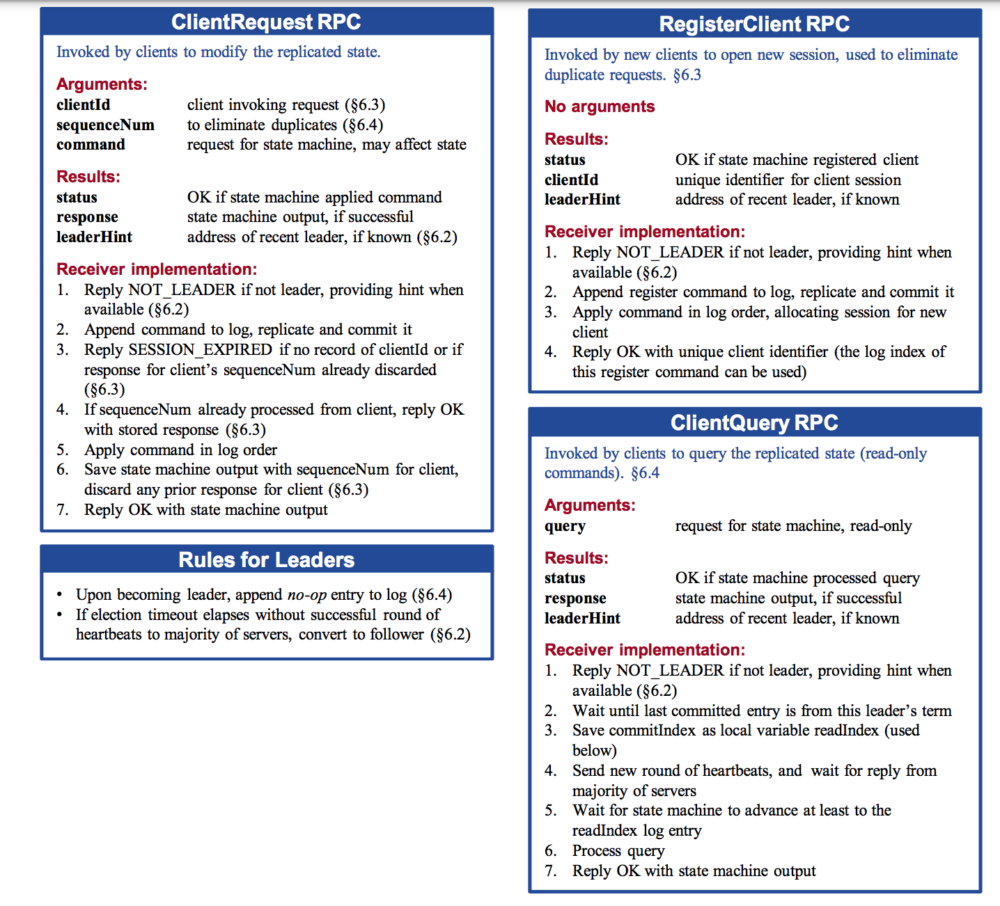 ClientRequest RPC
Invoked by clients to modify the replicated state.
Arguments:
clientId client invoking request (§6.3)
sequenceNum to eliminate duplicates (§6.4)
command request for state machine, may affect state
Results:
status OK if state machine applied command
response state machine output, if successful
leaderHint address of recent leader, if known (§6.2)
Receiver implementation:
1. Reply NOT_LEADER if not leader, providing hint when
available (§6.2)
2. Append command to log, replicate and commit it
3. Reply SESSION_EXPIRED if no record of clientId or if
response for client's sequenceNum already discarded
(§6.3)
4. If sequenceNum already processed from client, reply OK
with stored response (§6.3)
5. Apply command in log order
6. Save state machine output with sequenceNum for client,
discard any prior response for client (§6.3)
7. Reply OK with state machine output
Rules for Leaders
• Upon becoming leader, append no-op entry to log (§6.4)
• If election timeout elapses without successful round of
heartbeats to majority of servers, convert to follower (§6.2)
RegisterClient RPC
Invoked by new clients to open new session, used to eliminate
duplicate requests. §6.3
No arguments
Results:
status OK if state machine registered client
clientId unique identifier for client session
leaderHint address of recent leader, if known
Receiver implementation:
1. Reply NOT_LEADER if not leader, providing hint when
available (§6.2)
2. Append register command to log, replicate and commit it
3. Apply command in log order, allocating session for new
client
4. Reply OK with unique client identifier (the log index of
this register command can be used)
ClientQuery RPC
Invoked by clients to query the replicated state (read-only
commands). §6.4
Arguments:
query request for state machine, read-only
Results:
status OK if state machine processed query
response state machine output, if successful
leaderHint address of recent leader, if known
Receiver implementation:
1. Reply NOT_LEADER if not leader, providing hint when
available (§6.2)
2. Wait until last committed entry is from this leader's term
3. Save commitIndex as local variable readIndex (used
below)
4. Send new round of heartbeats, and wait for reply from
majority of servers
5. Wait for state machine to advance at least to the
readIndex log entry
6. Process query
7. Reply OK with state machine output